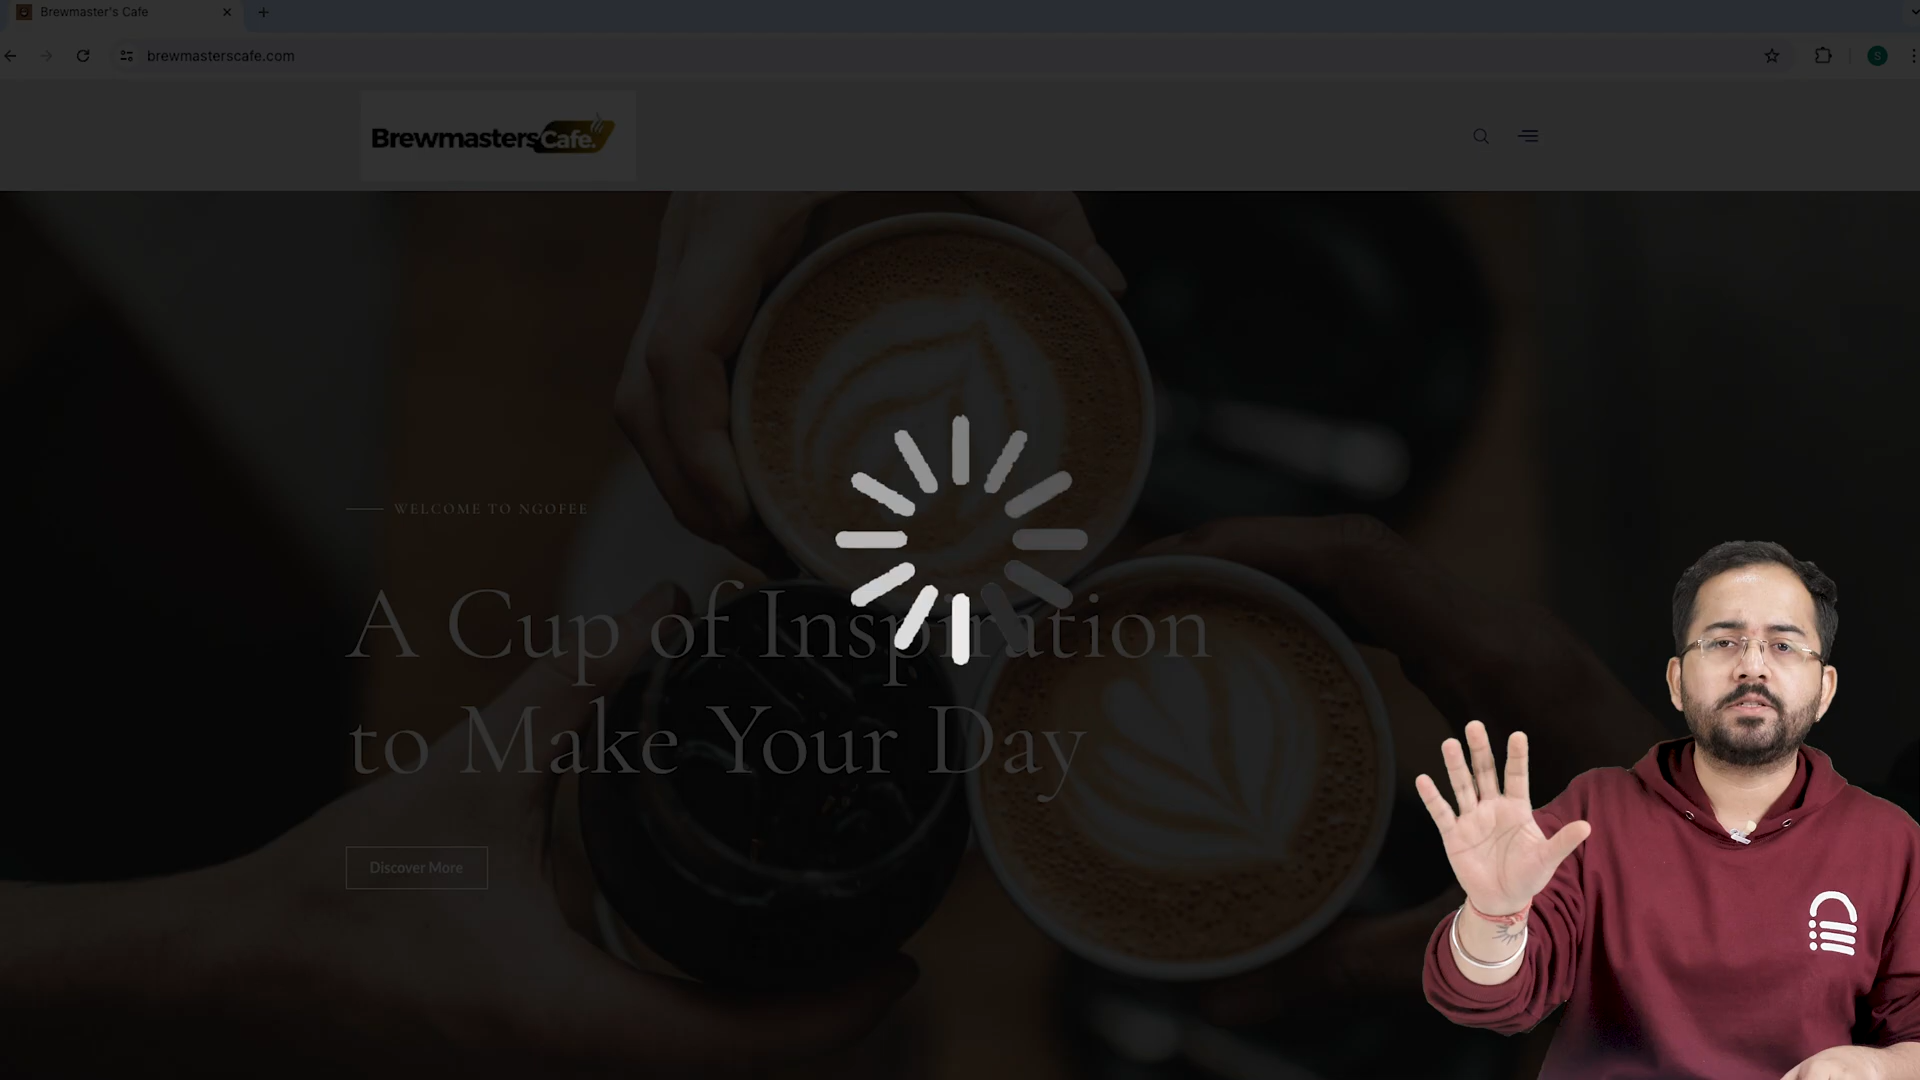 Brewmaster's Cafe
brewmasterscafe.com
S
BrewmastersCafe.
WELCOME TO NGOFEE
A Cup of Inspiration
to Make Your Day
Discover More